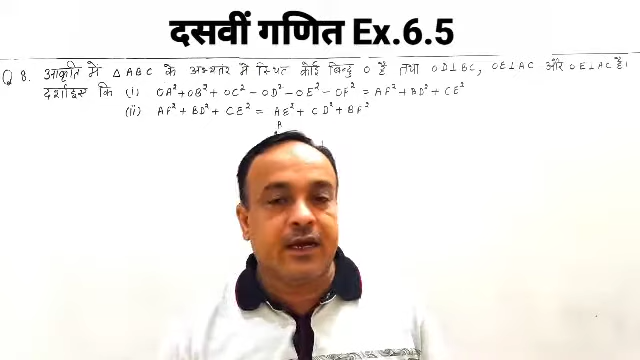 दसवीं गणित Ex.6.5
Q 8. आकृति में △ ABC के अभ्यंतर में स्थित कोई बिन्दु O है तथा OD⊥BC, OE⊥AC और OE⊥AC है।
दर्शाइए कि (i) OA² + OB² + OC² − OD² − OE² − OF² = AF² + BD² + CE²
(ii) AF² + BD² + CE² = AE² + CD² + BF²
A